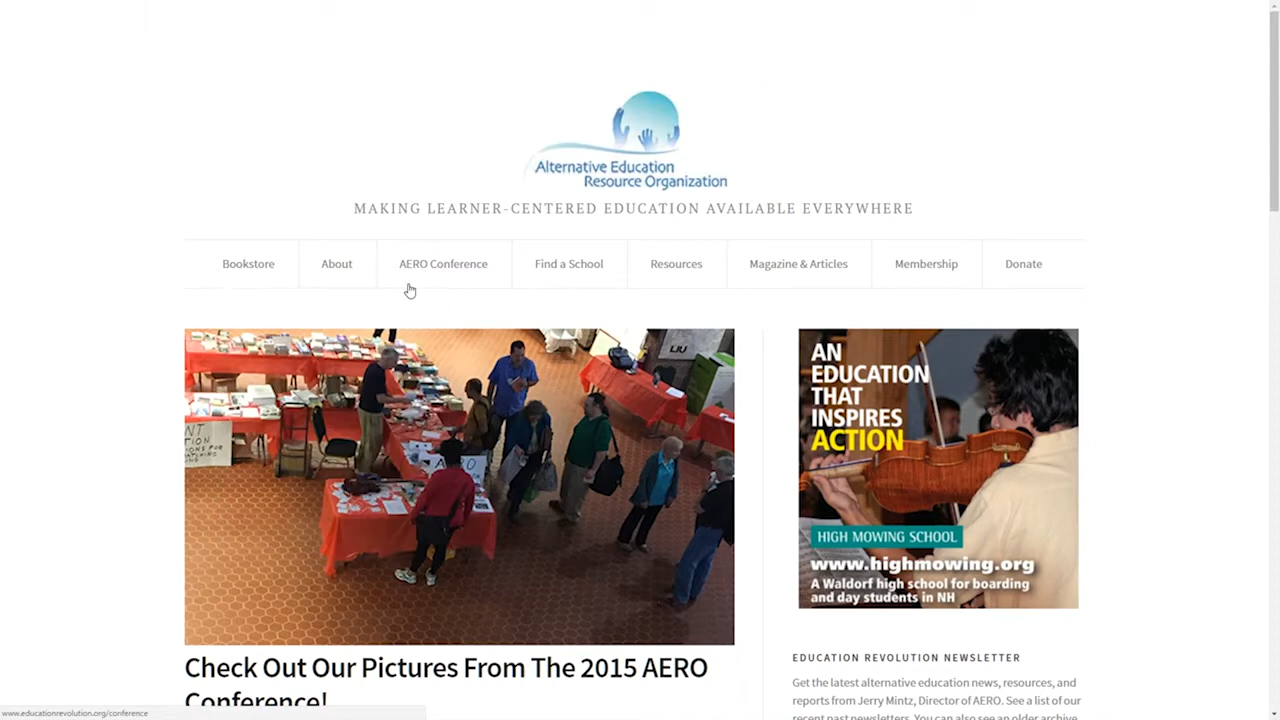 Alternative Education
Resource Organization
MAKING LEARNER-CENTERED EDUCATION AVAILABLE EVERYWHERE
Bookstore
About
AERO Conference
Find a School
Resources
Magazine & Articles
Membership
Donate
LIU
AERO
AN
EDUCATION
THAT
INSPIRES
ACTION
HIGH MOWING SCHOOL
www.highmowing.org
A Waldorf high school for boarding
and day students in NH
Check Out Our Pictures From The 2015 AERO
Conference!
EDUCATION REVOLUTION NEWSLETTER
Get the latest alternative education news, resources, and
reports from Jerry Mintz, Director of AERO. See a list of our
recent past newsletters. You can also see an older archive
www.educationrevolution.org/conference